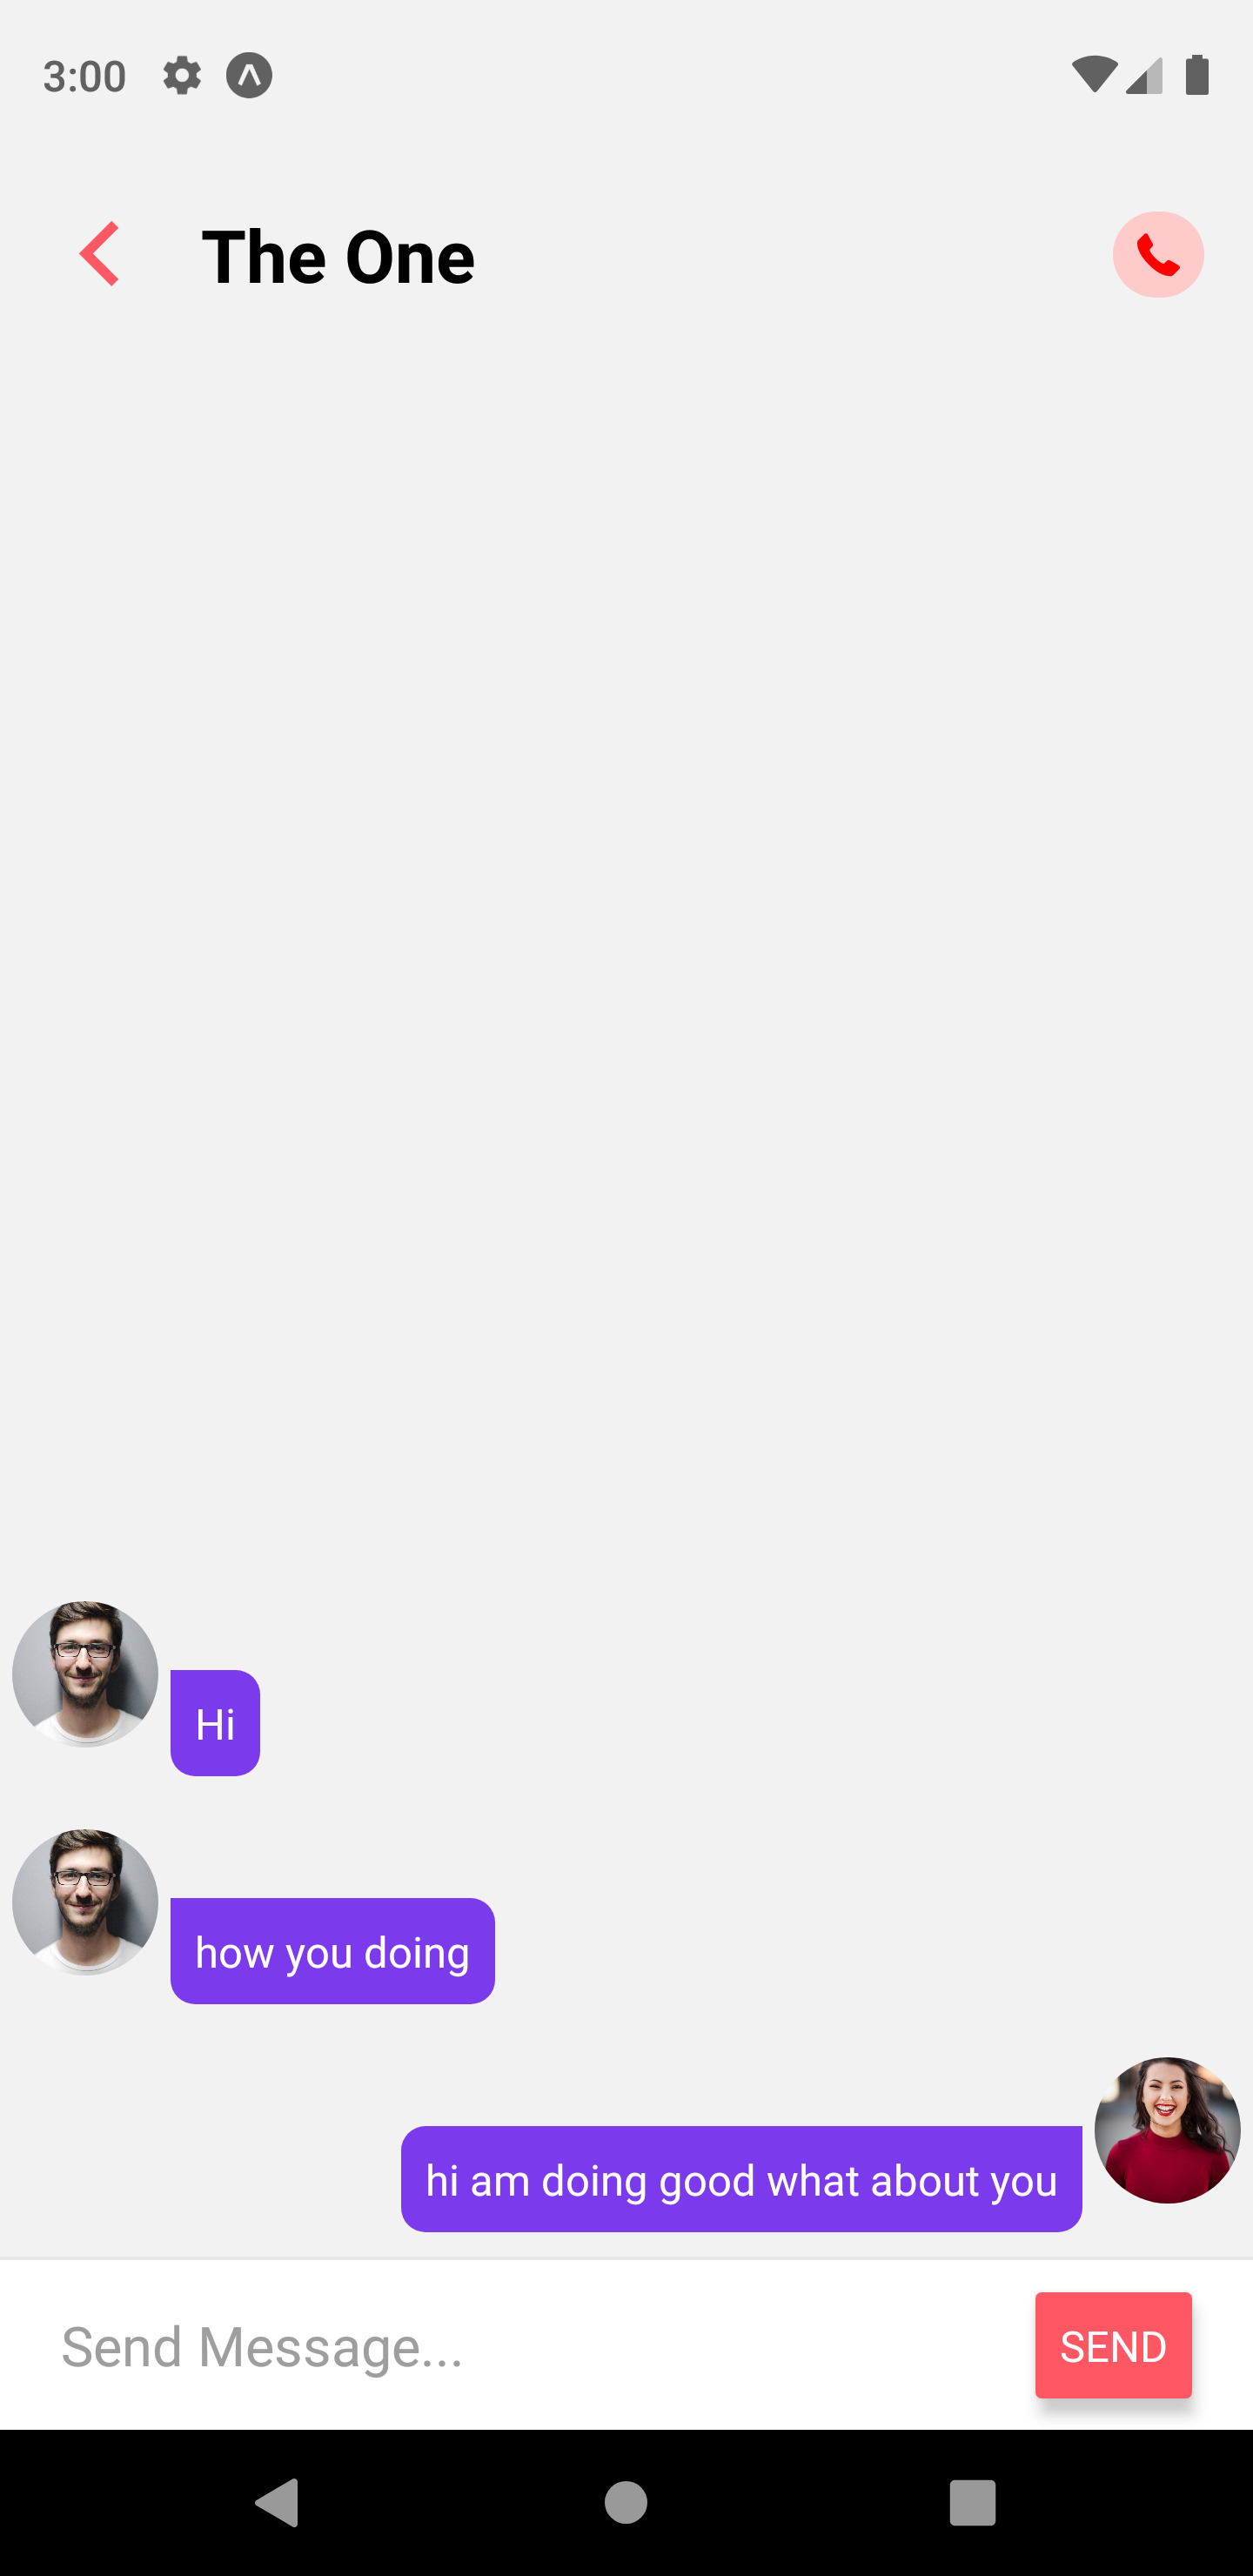 3:00
The One
Hi
how you doing
hi am doing good what about you
Send Message...
SEND